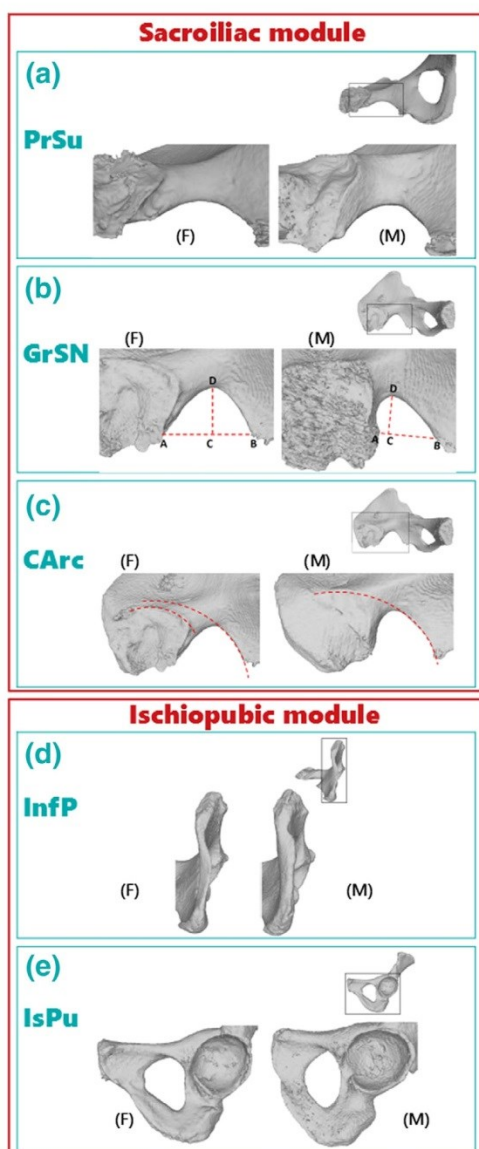 Sacroiliac module
(a)
PrSu
(F)
(M)
(b)
GrSN
(F)
(M)
D
A
C
B
D
A
C
B
(c)
CArc
(F)
(M)
Ischiopubic module
(d)
InfP
(F)
(M)
(e)
IsPu
(F)
(M)